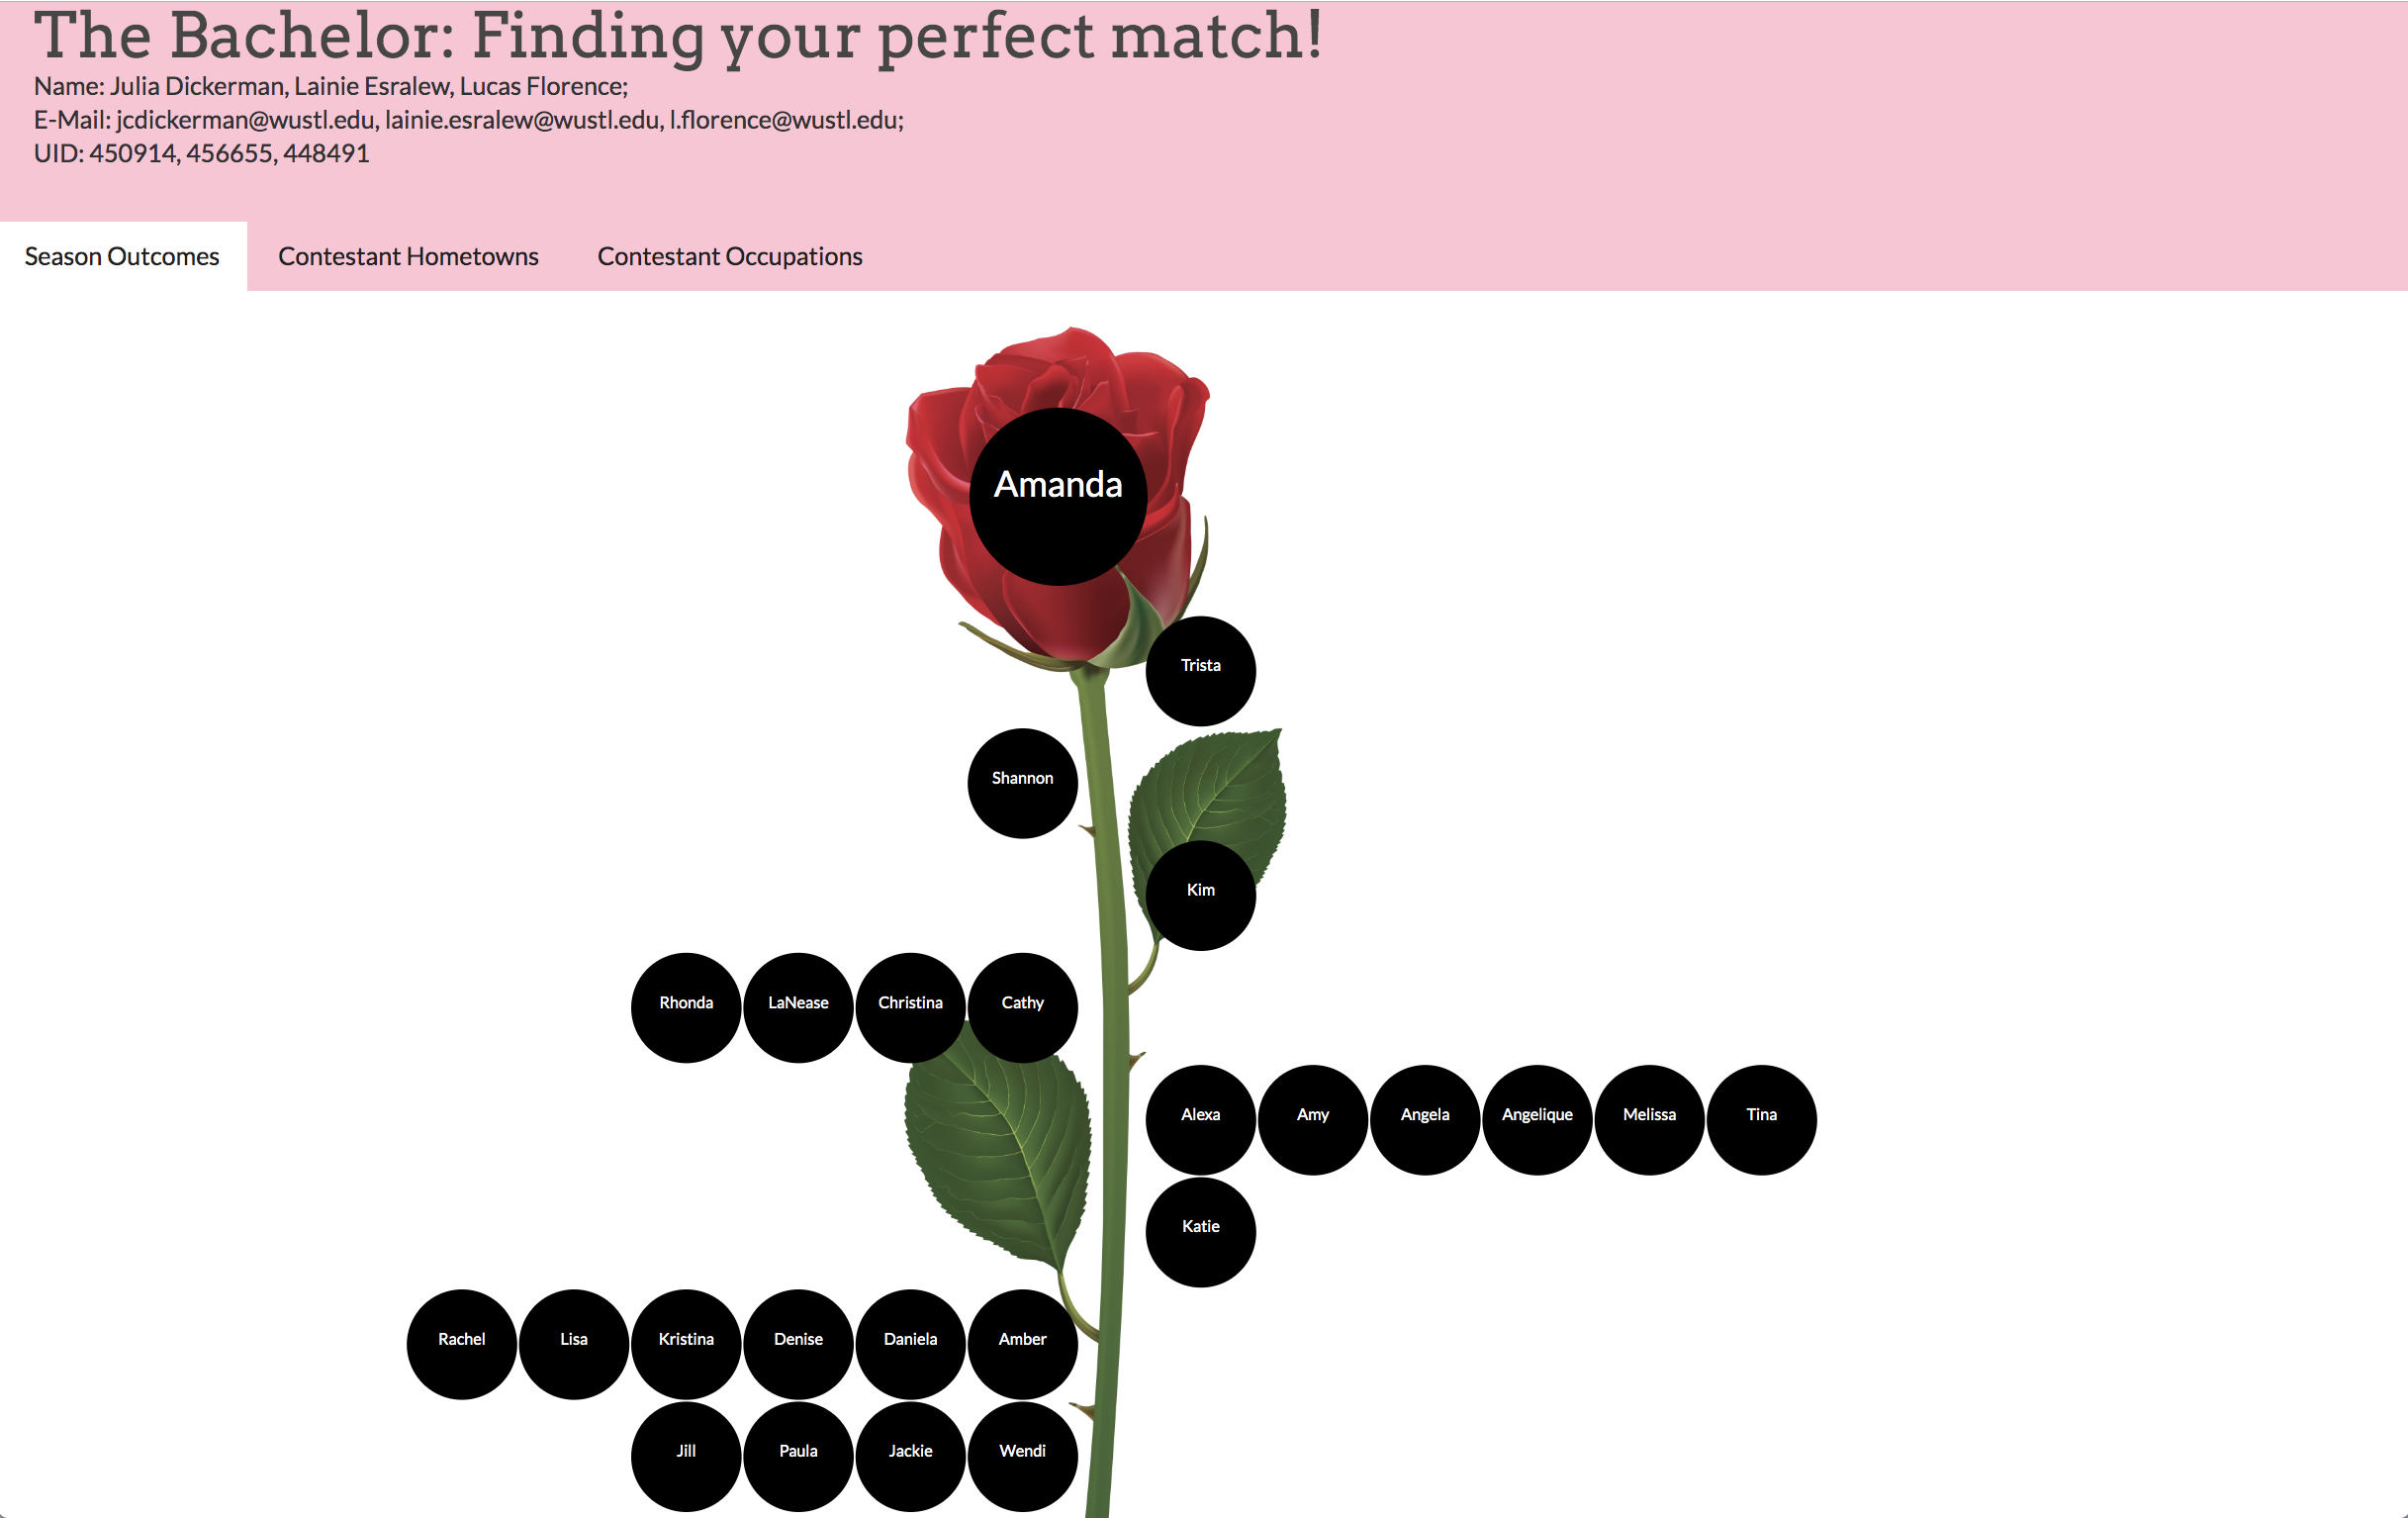 The Bachelor: Finding your perfect match!
Name: Julia Dickerman, Lainie Esralew, Lucas Florence;
E-Mail: jcdickerman@wustl.edu, lainie.esralew@wustl.edu, l.florence@wustl.edu;
UID: 450914, 456655, 448491
Season Outcomes Contestant Hometowns Contestant Occupations
Amanda
Trista
Shannon
Kim
Rhonda LaNease Christina Cathy
Alexa Amy Angela Angelique Melissa Tina
Katie
Rachel Lisa Kristina Denise Daniela Amber
Jill Paula Jackie Wendi